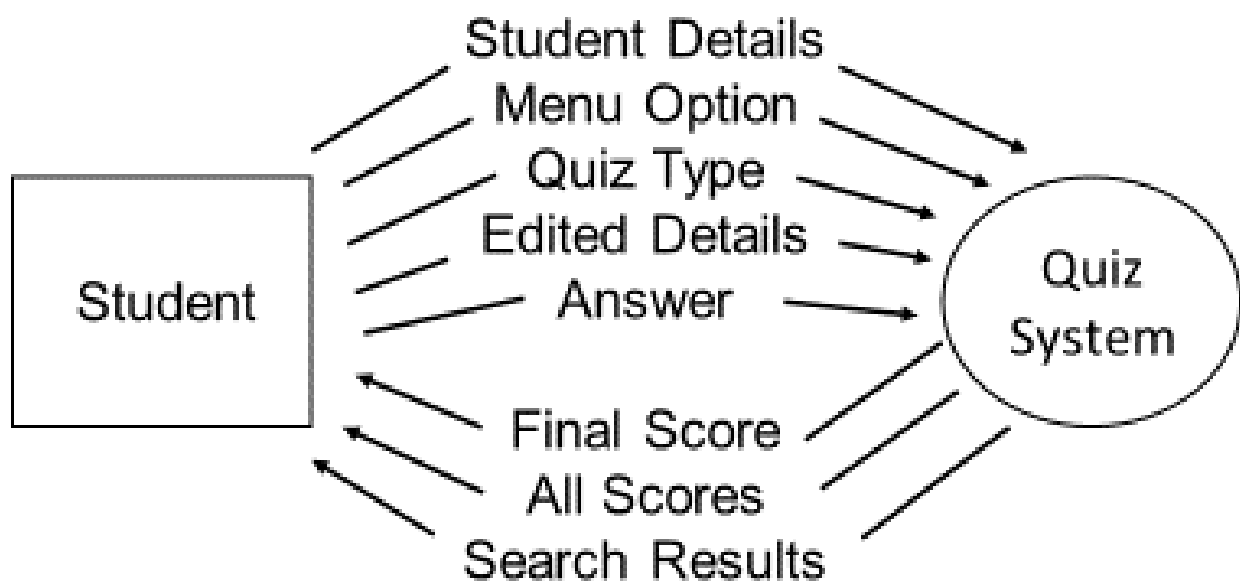 Student Details
Menu Option
Quiz Type
Edited Details
Answer
Student
Quiz
System
Final Score
All Scores
Search Results